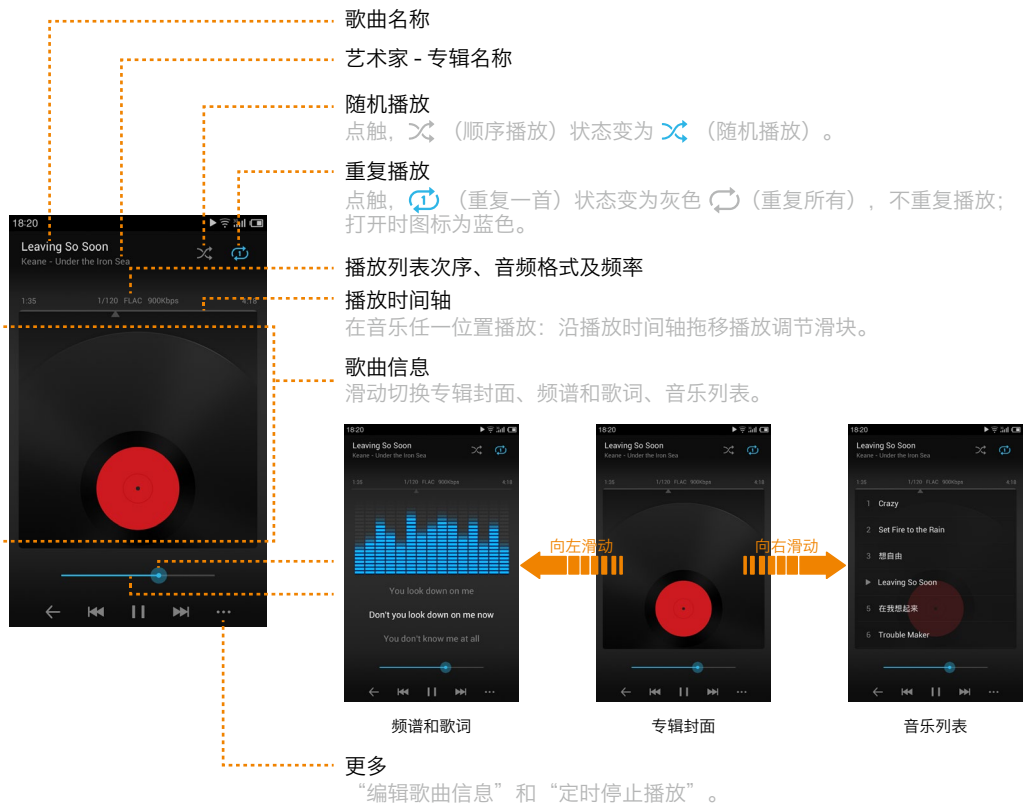 歌曲名称
艺术家 - 专辑名称
随机播放
点触，（顺序播放）状态变为（随机播放）。
重复播放
点触，（重复一首）状态变为灰色（重复所有），不重复播放；
打开时图标为蓝色。
18:20
Leaving So Soon
Keane - Under the Iron Sea
1:35 1/120 FLAC 900Kbps 4:18
播放列表次序、音频格式及频率
播放时间轴
在音乐任一位置播放：沿播放时间轴拖移播放调节滑块。
歌曲信息
滑动切换专辑封面、频谱和歌词、音乐列表。
18:20
Leaving So Soon
Keane - Under the Iron Sea
1:35 1/120 FLAC 900Kbps 4:18
You look down on me
Don't you look down on me now
You don't know me at all
频谱和歌词
向左滑动
18:20
Leaving So Soon
Keane - Under the Iron Sea
1:35 1/120 FLAC 900Kbps 4:18
专辑封面
向右滑动
18:20
Leaving So Soon
Keane - Under the Iron Sea
1:35 1/120 FLAC 900Kbps 4:18
1 Crazy
2 Set Fire to the Rain
3 想自由
Leaving So Soon
5 在我想起来
6 Trouble Maker
音乐列表
更多
“编辑歌曲信息”和“定时停止播放”。